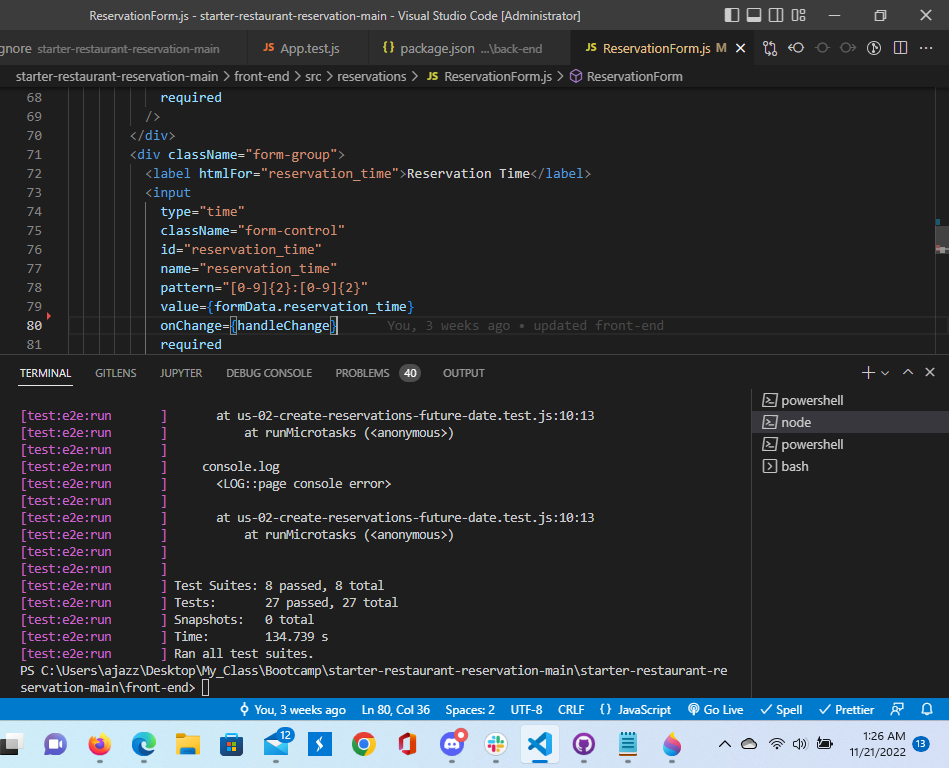 ReservationForm.js - starter-restaurant-reservation-main - Visual Studio Code [Administrator]
gnore starter-restaurant-reservation-main JS App.test.js {} package.json ...\back-end JS ReservationForm.js M
starter-restaurant-reservation-main > front-end > src > reservations > JS ReservationForm.js > ReservationForm
68 required
69 />
70 </div>
71 <div className="form-group">
72 <label htmlFor="reservation_time">Reservation Time</label>
73 <input
74 type="time"
75 className="form-control"
76 id="reservation_time"
77 name="reservation_time"
78 pattern="[0-9]{2}:[0-9]{2}"
79 value={formData.reservation_time}
80 onChange={handleChange} You, 3 weeks ago • updated front-end
81 required
TERMINAL GITLENS JUPYTER DEBUG CONSOLE PROBLEMS 40 OUTPUT
powershell
node
powershell
bash
[test:e2e:run ] at us-02-create-reservations-future-date.test.js:10:13
[test:e2e:run ] at runMicrotasks (<anonymous>)
[test:e2e:run ]
[test:e2e:run ] console.log
[test:e2e:run ] <LOG::page console error>
[test:e2e:run ]
[test:e2e:run ] at us-02-create-reservations-future-date.test.js:10:13
[test:e2e:run ] at runMicrotasks (<anonymous>)
[test:e2e:run ]
[test:e2e:run ]
[test:e2e:run ] Test Suites: 8 passed, 8 total
[test:e2e:run ] Tests: 27 passed, 27 total
[test:e2e:run ] Snapshots: 0 total
[test:e2e:run ] Time: 134.739 s
[test:e2e:run ] Ran all test suites.
PS C:\Users\ajazz\Desktop\My_Class\Bootcamp\starter-restaurant-reservation-main\starter-restaurant-re
servation-main\front-end>
You, 3 weeks ago Ln 80, Col 36 Spaces: 2 UTF-8 CRLF {} JavaScript Go Live Spell Prettier
12
1:26 AM
11/21/2022 13